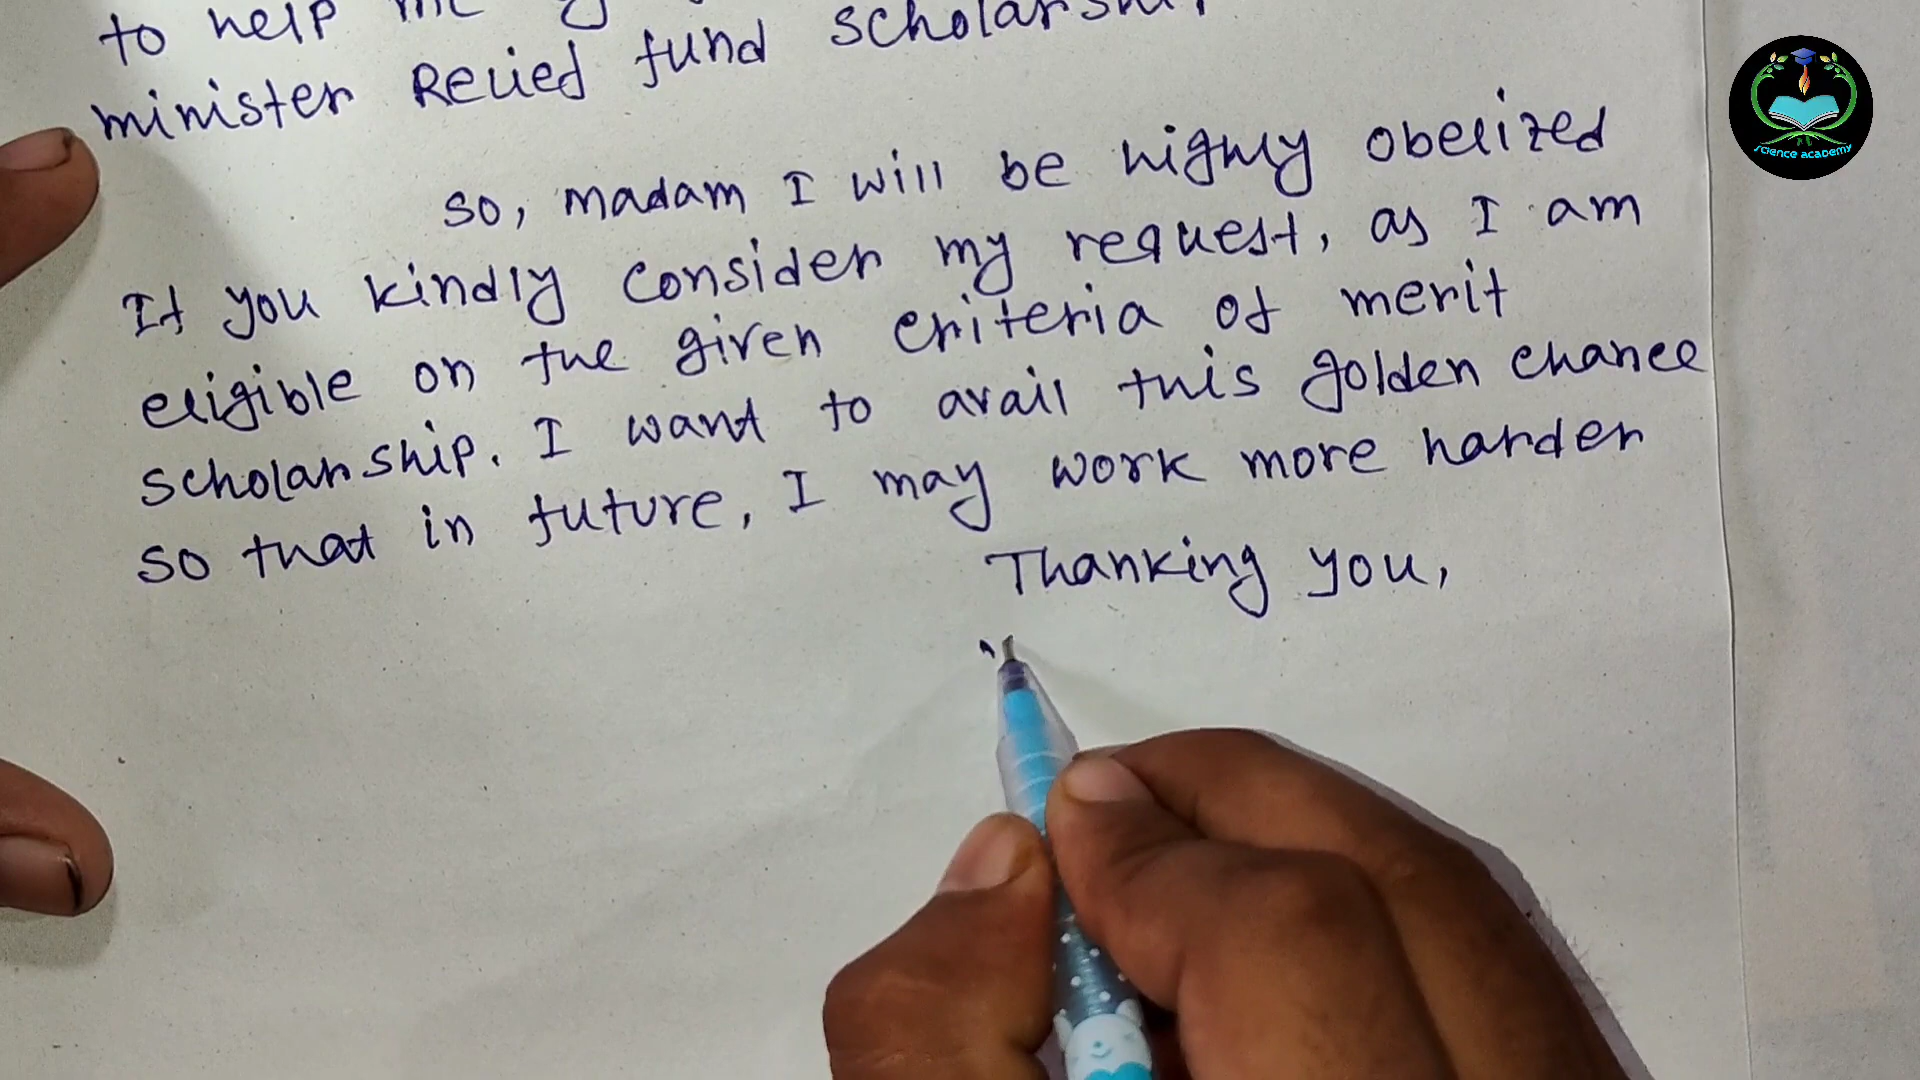 to help me
minister Relied fund scholarshi
so, madam I will be highly obelized
If you kindly consider my request, as I am
eligible on the given criteria of merit
scholarship. I want to avail this golden chance
so that in future, I may work more harder
Thanking you,
science academy